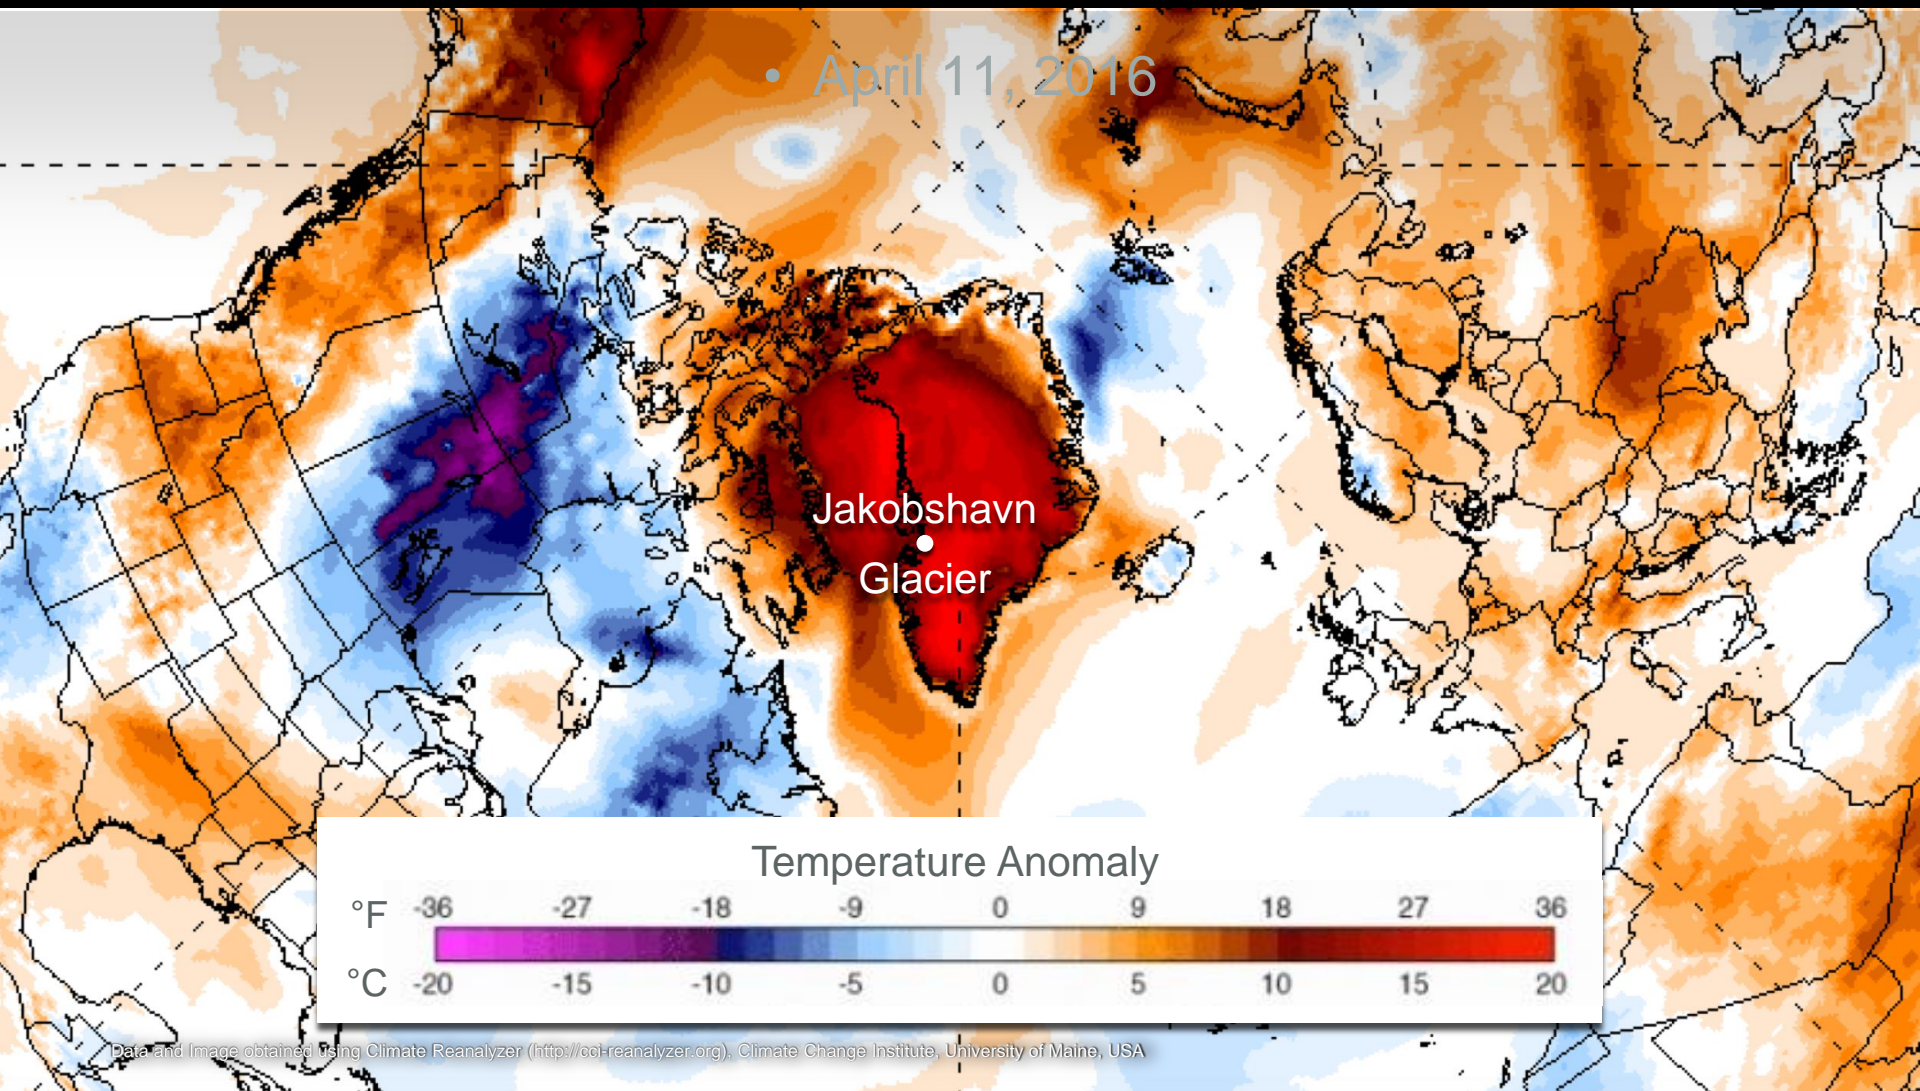 • April 11, 2016
Jakobshavn
Glacier
Temperature Anomaly
°F -36 -27 -18 -9 0 9 18 27 36
°C -20 -15 -10 -5 0 5 10 15 20
Data and Image obtained using Climate Reanalyzer (http://cci-reanalyzer.org), Climate Change Institute, University of Maine, USA